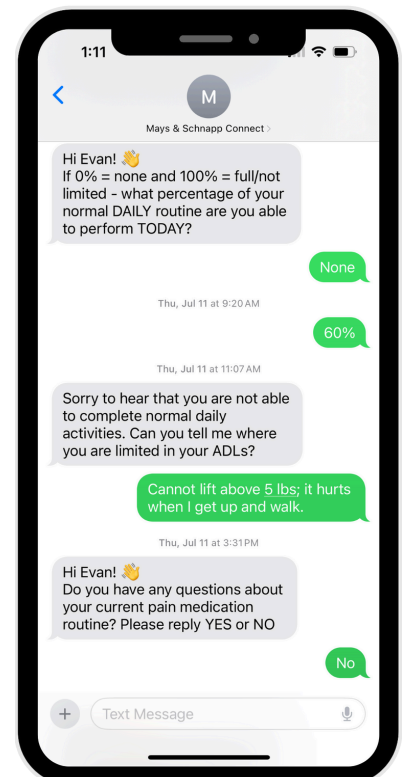 1:11
M
Mays & Schnapp Connect
Hi Evan! 👋
If 0% = none and 100% = full/not
limited - what percentage of your
normal DAILY routine are you able
to perform TODAY?
None
Thu, Jul 11 at 9:20 AM
60%
Thu, Jul 11 at 11:07 AM
Sorry to hear that you are not able
to complete normal daily
activities. Can you tell me where
you are limited in your ADLs?
Cannot lift above 5 lbs; it hurts
when I get up and walk.
Thu, Jul 11 at 3:31 PM
Hi Evan! 👋
Do you have any questions about
your current pain medication
routine? Please reply YES or NO
No
Text Message